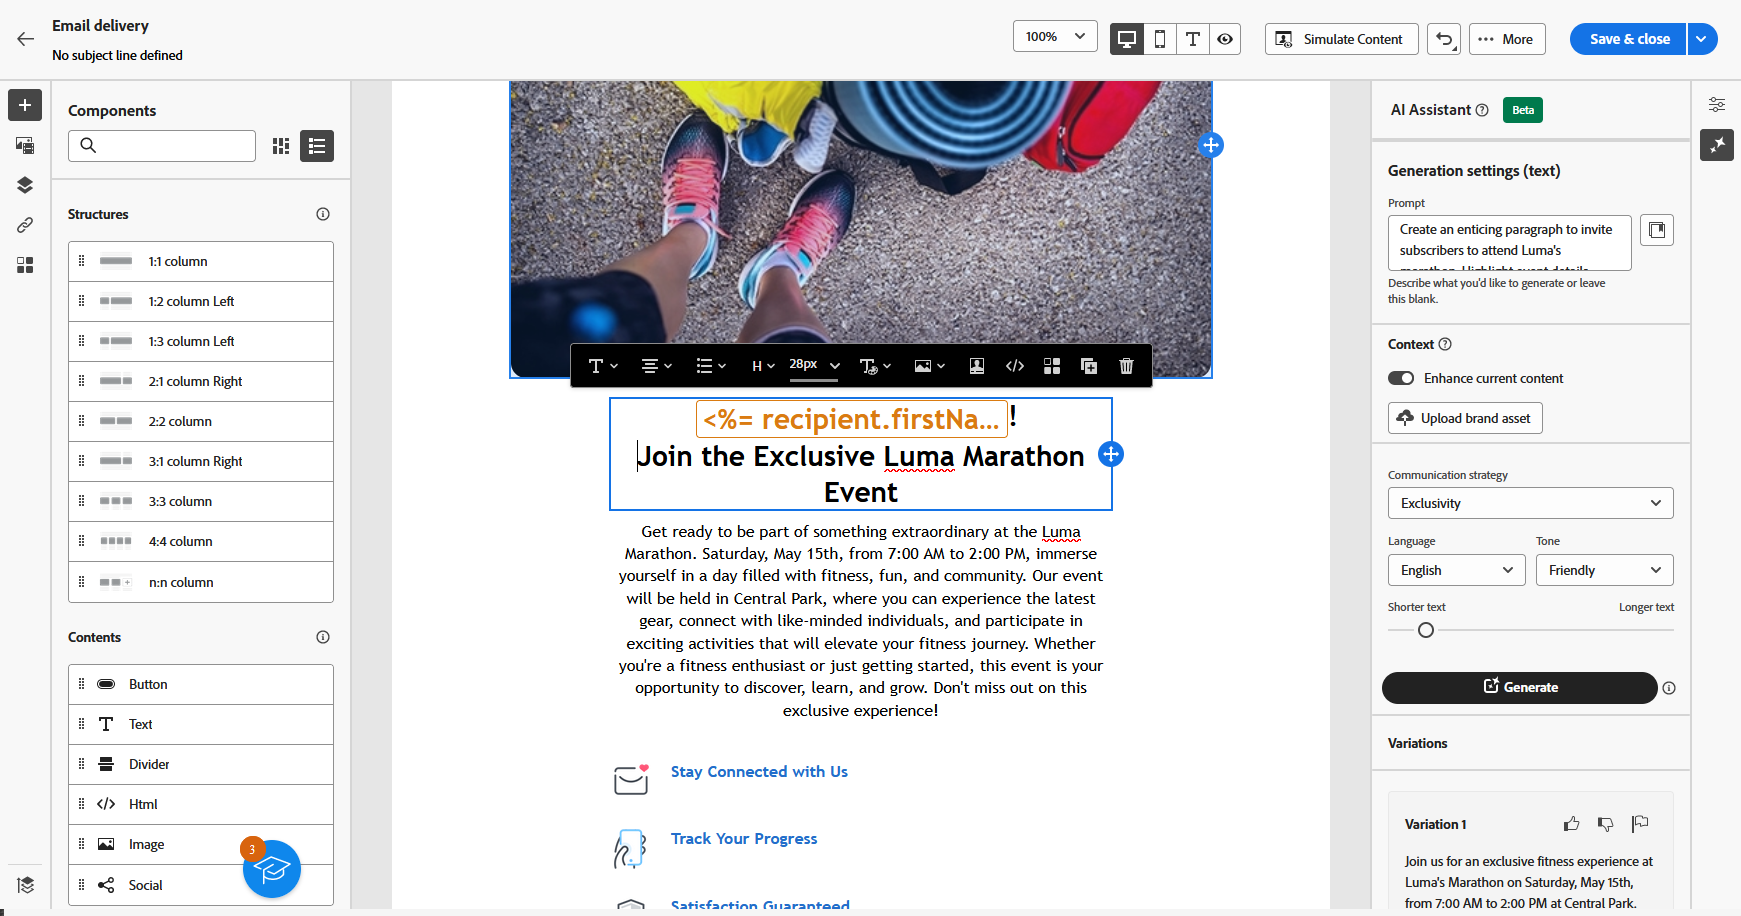 Email delivery
No subject line defined
100%
Simulate Content
More
Save & close
Components
Structures
1:1 column
1:2 column Left
1:3 column Left
2:1 column Right
2:2 column
3:1 column Right
3:3 column
4:4 column
n:n column
Contents
Button
Text
Divider
Html
Image
Social
3
H
28px
<%= recipient.firstNa... !
Join the Exclusive Luma Marathon
Event
Get ready to be part of something extraordinary at the Luma
Marathon. Saturday, May 15th, from 7:00 AM to 2:00 PM, immerse
yourself in a day filled with fitness, fun, and community. Our event
will be held in Central Park, where you can experience the latest
gear, connect with like-minded individuals, and participate in
exciting activities that will elevate your fitness journey. Whether
you're a fitness enthusiast or just getting started, this event is your
opportunity to discover, learn, and grow. Don't miss out on this
exclusive experience!
Stay Connected with Us
Track Your Progress
Satisfaction Guaranteed
AI Assistant
Beta
Generation settings (text)
Prompt
Create an enticing paragraph to invite
subscribers to attend Luma's
marathon. Highlight event details
Describe what you'd like to generate or leave
this blank.
Context
Enhance current content
Upload brand asset
Communication strategy
Exclusivity
Language
Tone
English
Friendly
Shorter text
Longer text
Generate
Variations
Variation 1
Join us for an exclusive fitness experience at
Luma's Marathon on Saturday, May 15th,
from 7:00 AM to 2:00 PM at Central Park.